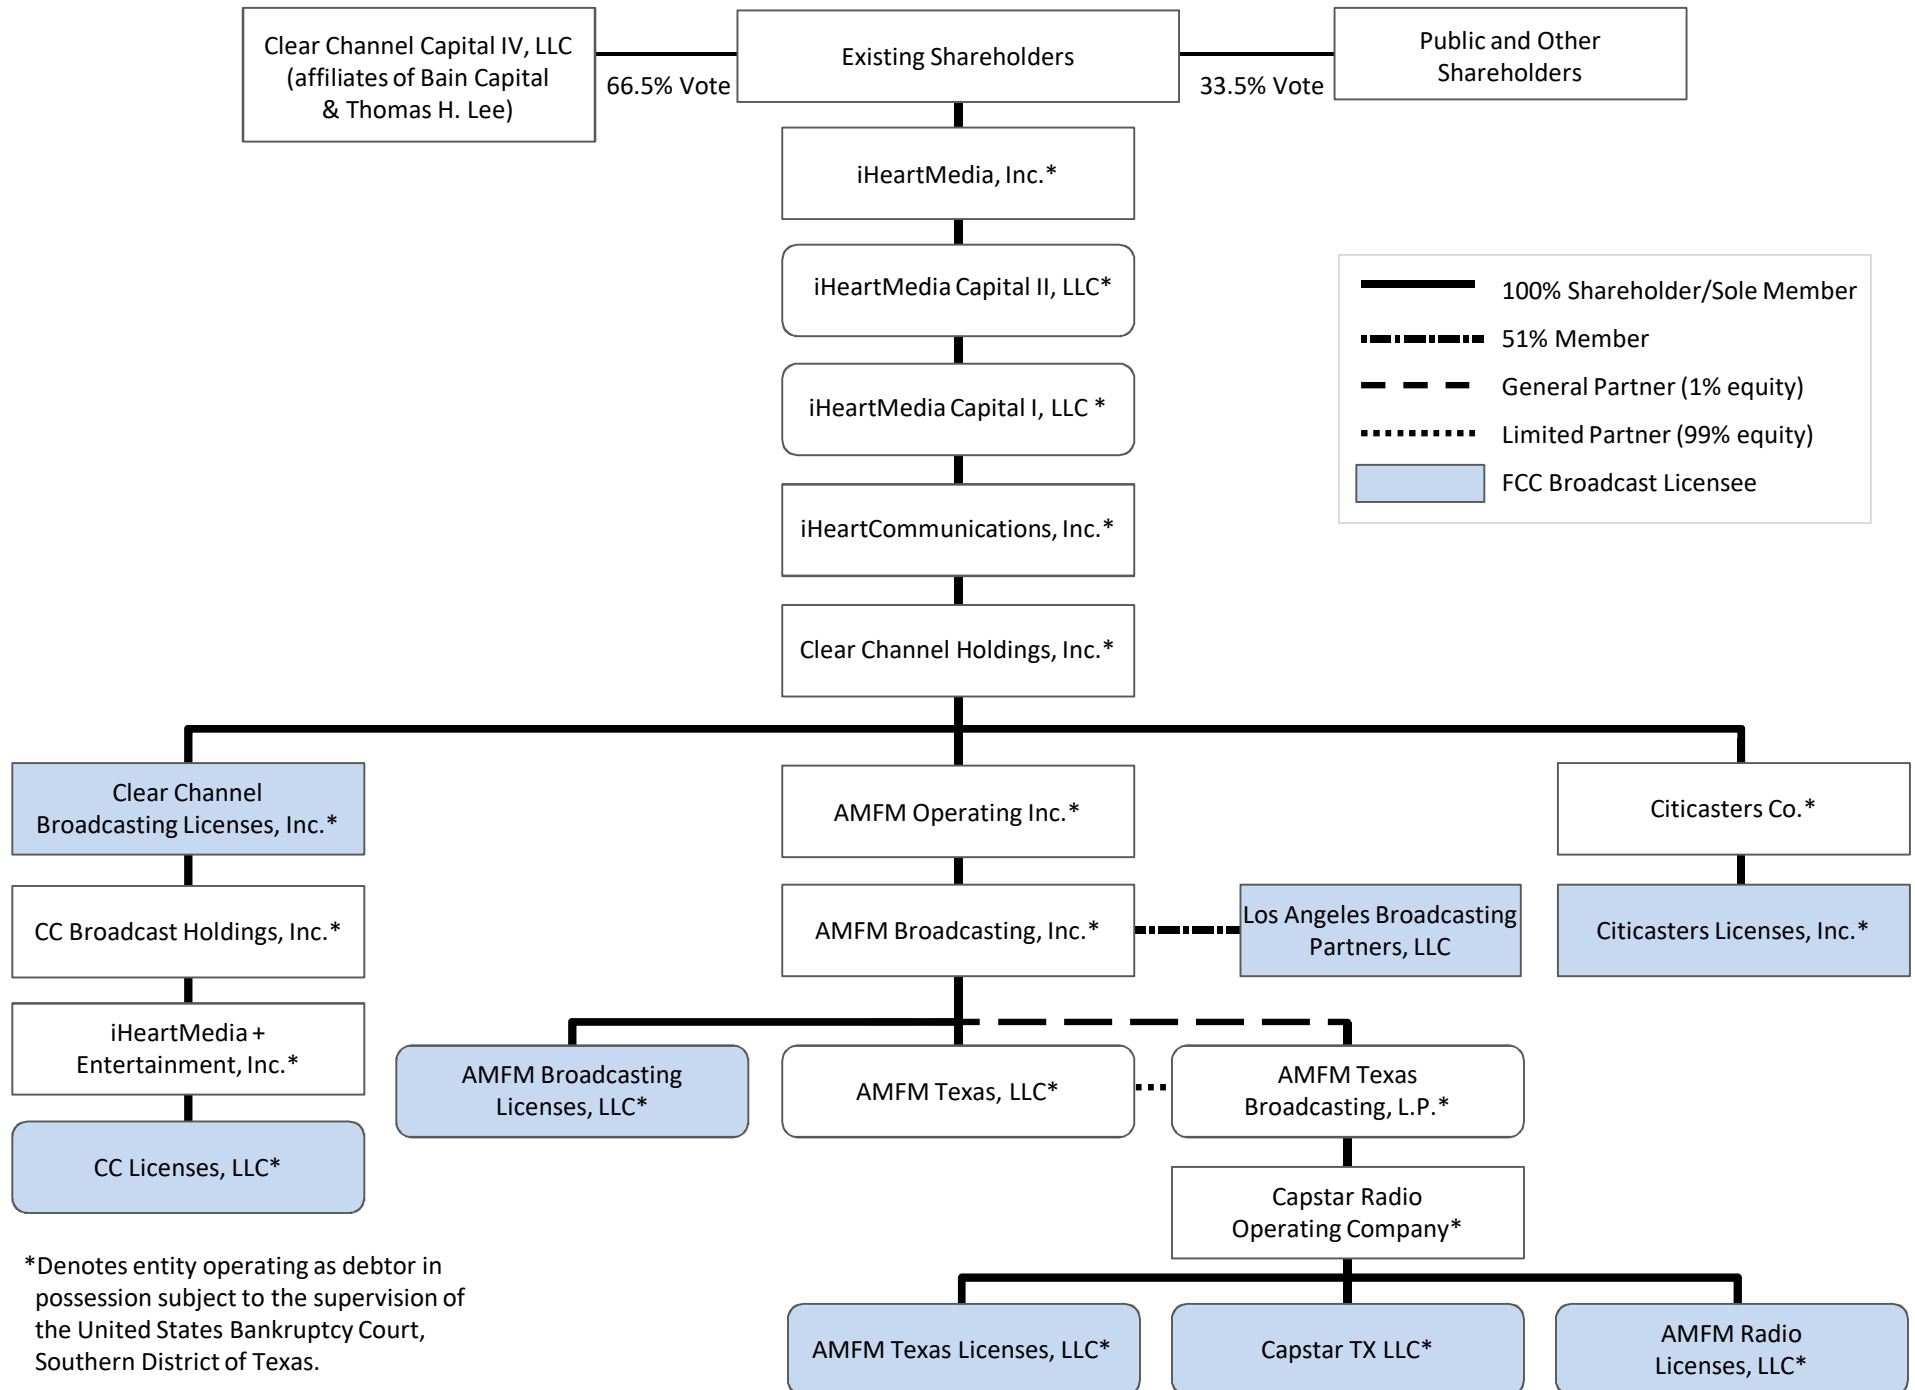 Clear Channel Capital IV, LLC
(affiliates of Bain Capital
& Thomas H. Lee)
66.5% Vote
Existing Shareholders
33.5% Vote
Public and Other
Shareholders
iHeartMedia, Inc.*
iHeartMedia Capital II, LLC*
iHeartMedia Capital I, LLC *
iHeartCommunications, Inc.*
Clear Channel Holdings, Inc.*
100% Shareholder/Sole Member
51% Member
General Partner (1% equity)
Limited Partner (99% equity)
FCC Broadcast Licensee
Clear Channel
Broadcasting Licenses, Inc.*
AMFM Operating Inc.*
Citicasters Co.*
CC Broadcast Holdings, Inc.*
AMFM Broadcasting, Inc.*
Los Angeles Broadcasting
Partners, LLC
Citicasters Licenses, Inc.*
iHeartMedia +
Entertainment, Inc.*
AMFM Broadcasting
Licenses, LLC*
AMFM Texas, LLC*
AMFM Texas
Broadcasting, L.P.*
CC Licenses, LLC*
Capstar Radio
Operating Company*
*Denotes entity operating as debtor in
possession subject to the supervision of
the United States Bankruptcy Court,
Southern District of Texas.
AMFM Texas Licenses, LLC*
Capstar TX LLC*
AMFM Radio
Licenses, LLC*